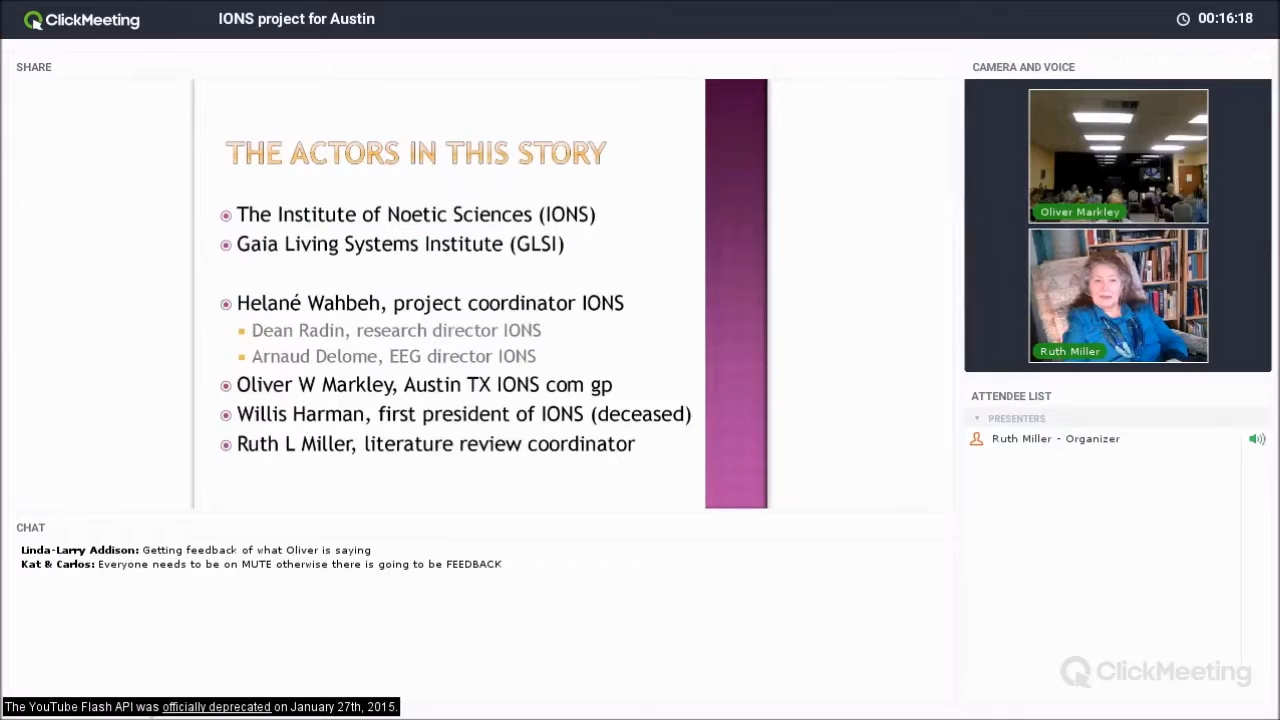 ClickMeeting
IONS project for Austin
00:16:18
SHARE
CAMERA AND VOICE
THE ACTORS IN THIS STORY
The Institute of Noetic Sciences (IONS)
Gaia Living Systems Institute (GLSI)
Helané Wahbeh, project coordinator IONS
Dean Radin, research director IONS
Arnaud Delome, EEG director IONS
Oliver W Markley, Austin TX IONS com gp
Willis Harman, first president of IONS (deceased)
Ruth L Miller, literature review coordinator
Oliver Markley
Ruth Miller
ATTENDEE LIST
PRESENTERS
Ruth Miller - Organizer
CHAT
Linda-Larry Addison: Getting feedback of what Oliver is saying
Kat & Carlos: Everyone needs to be on MUTE otherwise there is going to be FEEDBACK
ClickMeeting
The YouTube Flash API was officially deprecated on January 27th, 2015.